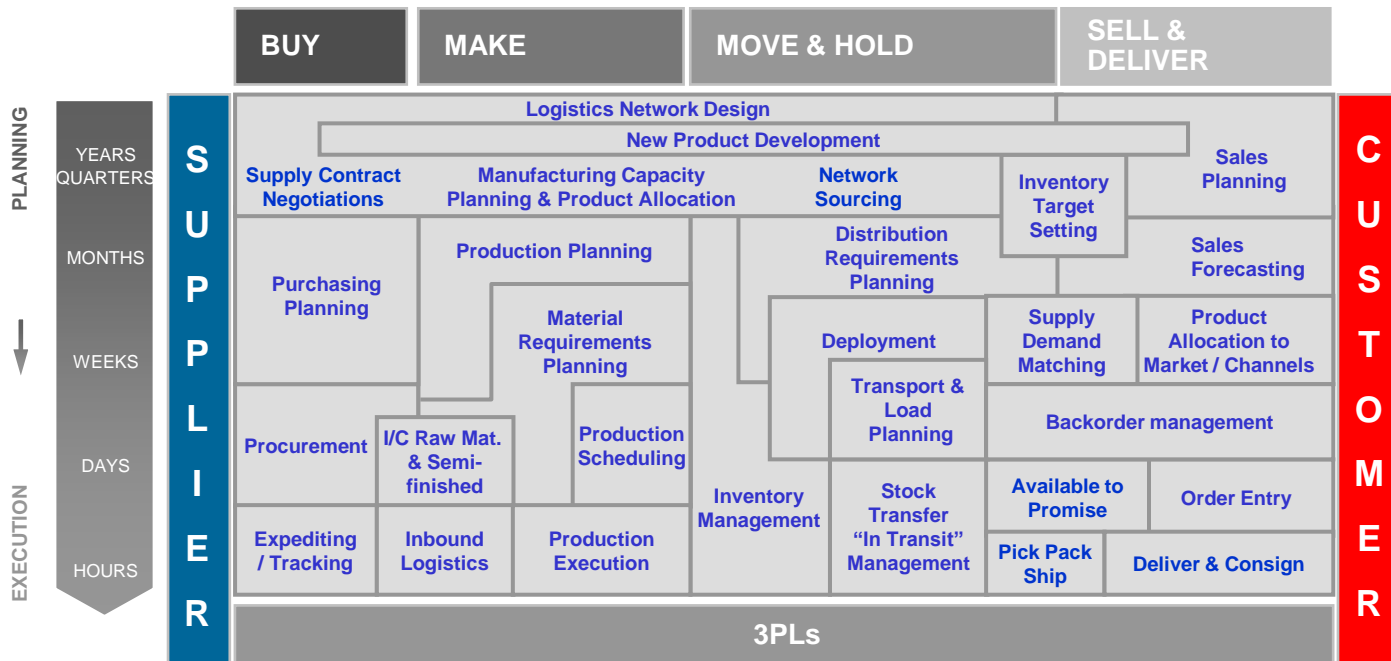 BUY
MAKE
MOVE & HOLD
SELL &
DELIVER
PLANNING
EXECUTION
YEARS
QUARTERS
MONTHS
WEEKS
DAYS
HOURS
SUPPLIER
Logistics Network Design
New Product Development
Supply Contract
Negotiations
Manufacturing Capacity
Planning & Product Allocation
Network
Sourcing
Inventory
Target
Setting
Sales
Planning
Purchasing
Planning
Production Planning
Distribution
Requirements
Planning
Sales
Forecasting
Material
Requirements
Planning
Deployment
Supply
Demand
Matching
Product
Allocation to
Market / Channels
Transport &
Load
Planning
Procurement
I/C Raw Mat.
& Semi-
finished
Production
Scheduling
Backorder management
Inventory
Management
Stock
Transfer
“In Transit”
Management
Available to
Promise
Order Entry
Expediting
/ Tracking
Inbound
Logistics
Production
Execution
Pick Pack
Ship
Deliver & Consign
CUSTOMER
3PLs